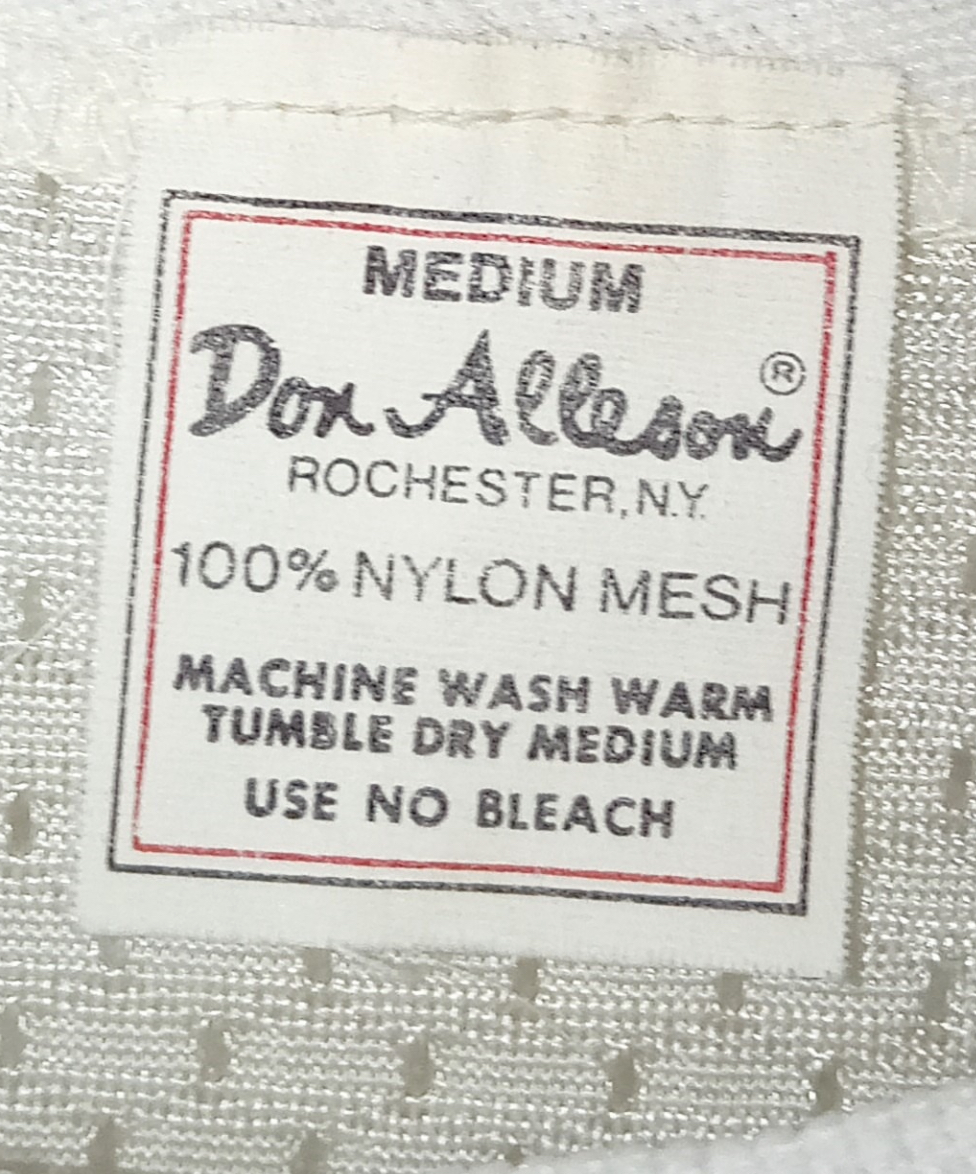 MEDIUM
Don Alleson®
ROCHESTER, N.Y.
100% NYLON MESH
MACHINE WASH WARM
TUMBLE DRY MEDIUM
USE NO BLEACH